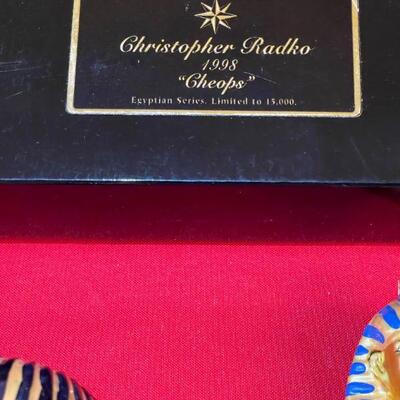 Christopher Radko
1998
"Cheops"
Egyptian Series. Limited to 15,000.